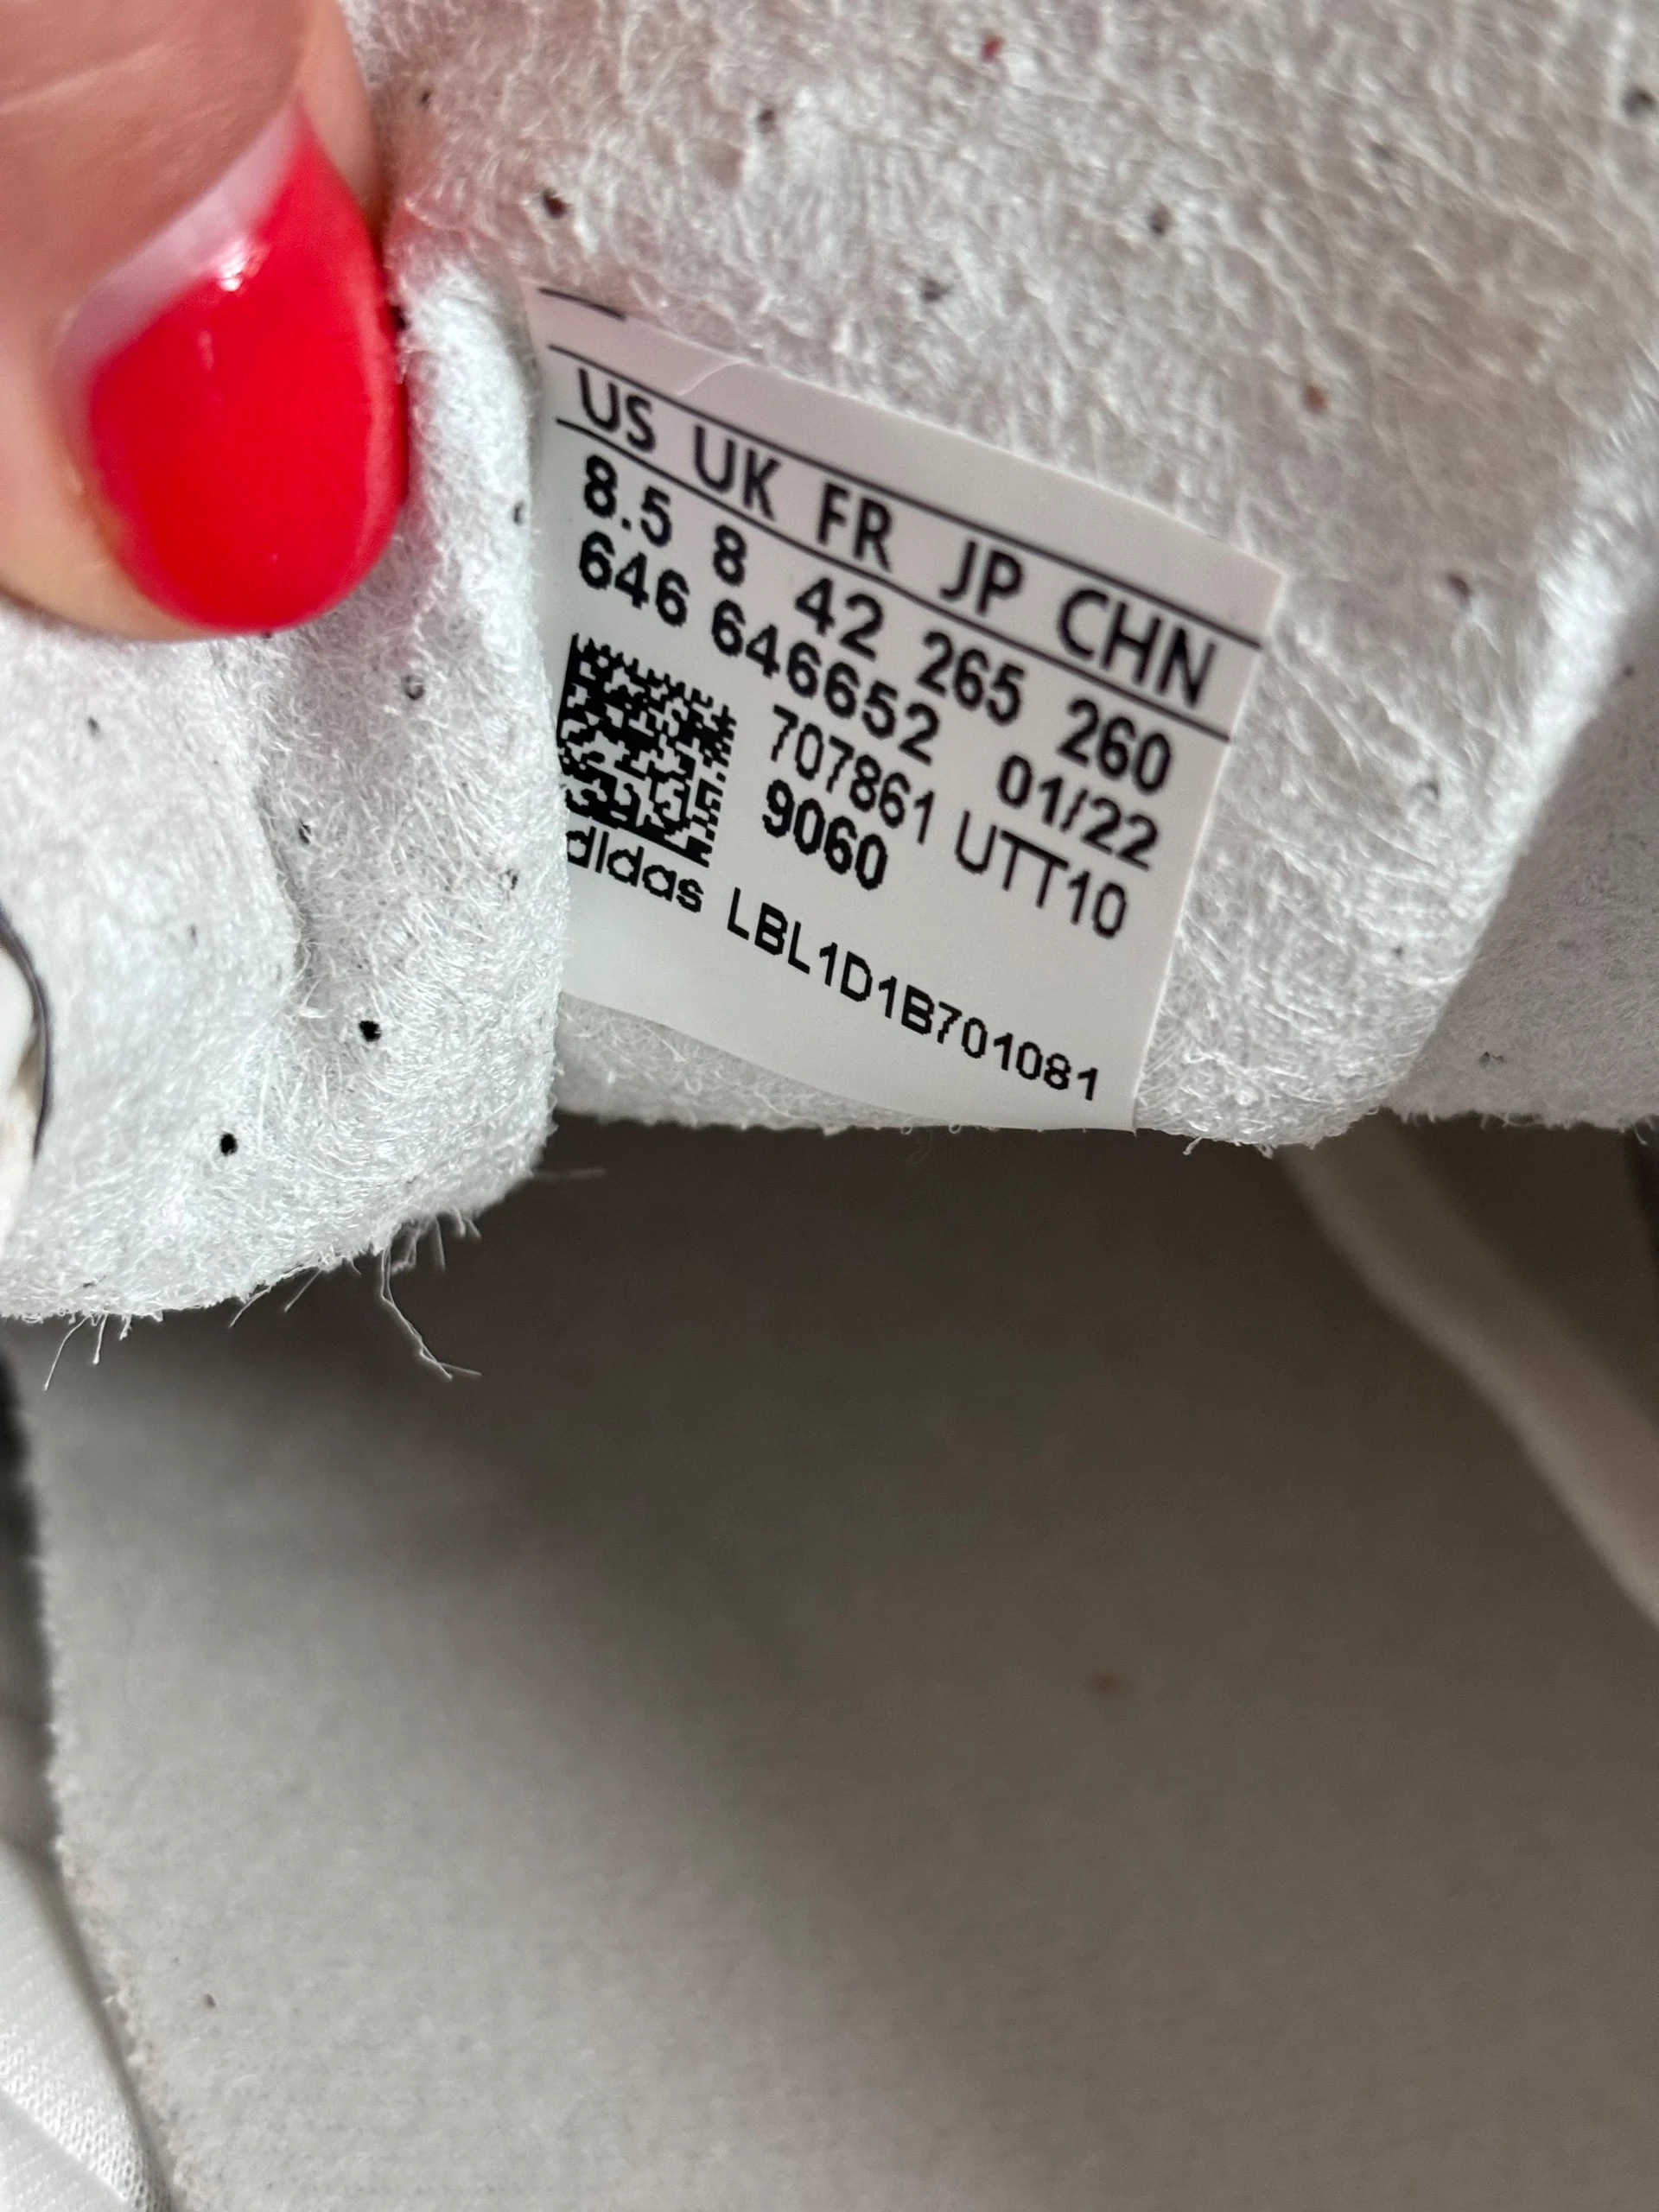 US UK FR JP CHN
8.5 8 42 265 260
646 646652 01/22
707861 UTT10
9060
adidas LBL1D1B701081